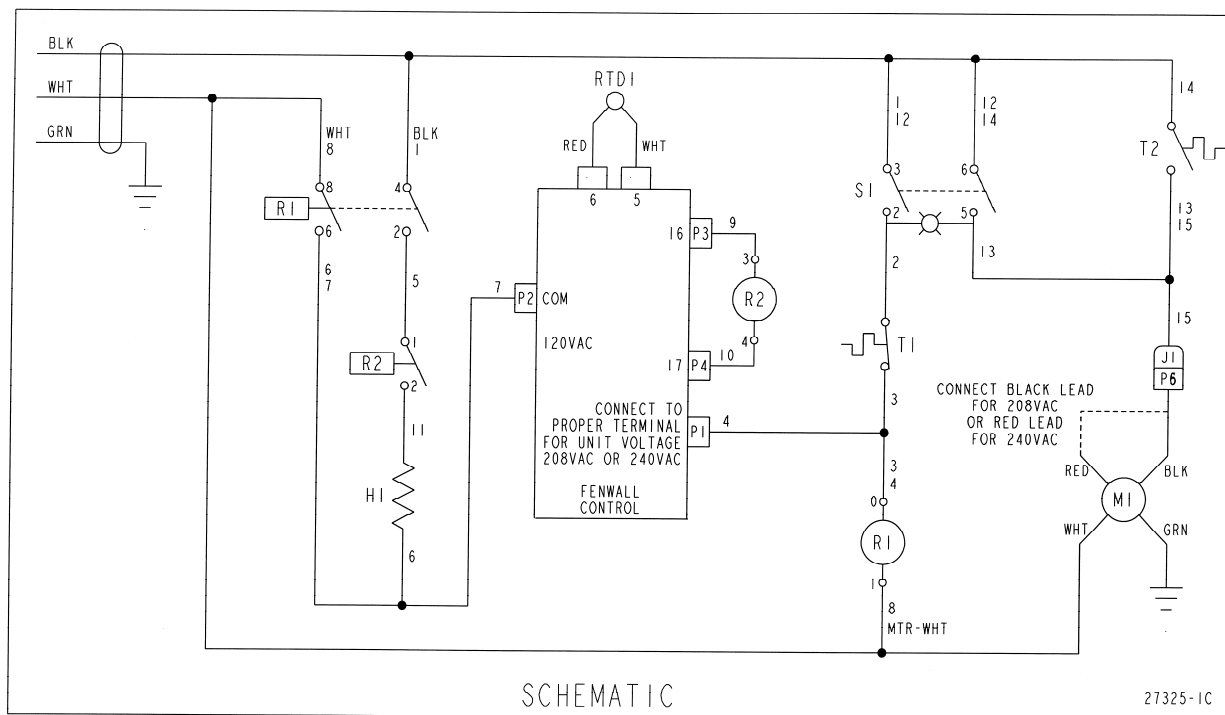 BLK
WHT
GRN
WHT
8
BLK
1
RTD1
RED
WHT
6
5
1
12
12
14
14
T2
8
R1
6
4
2
S1
3
2
6
5
13
15
16
P3
9
3
R2
4
17
P4
10
6
7
5
7
P2
COM
120VAC
2
13
T1
15
J1
P6
R2
1
2
CONNECT TO
PROPER TERMINAL
FOR UNIT VOLTAGE
208VAC OR 240VAC
P1
4
3
CONNECT BLACK LEAD
FOR 208VAC
OR RED LEAD
FOR 240VAC
11
H1
6
FENWALL
CONTROL
3
4
0
R1
1
8
MTR-WHT
RED
BLK
M1
WHT
GRN
SCHEMATIC
27325-1C